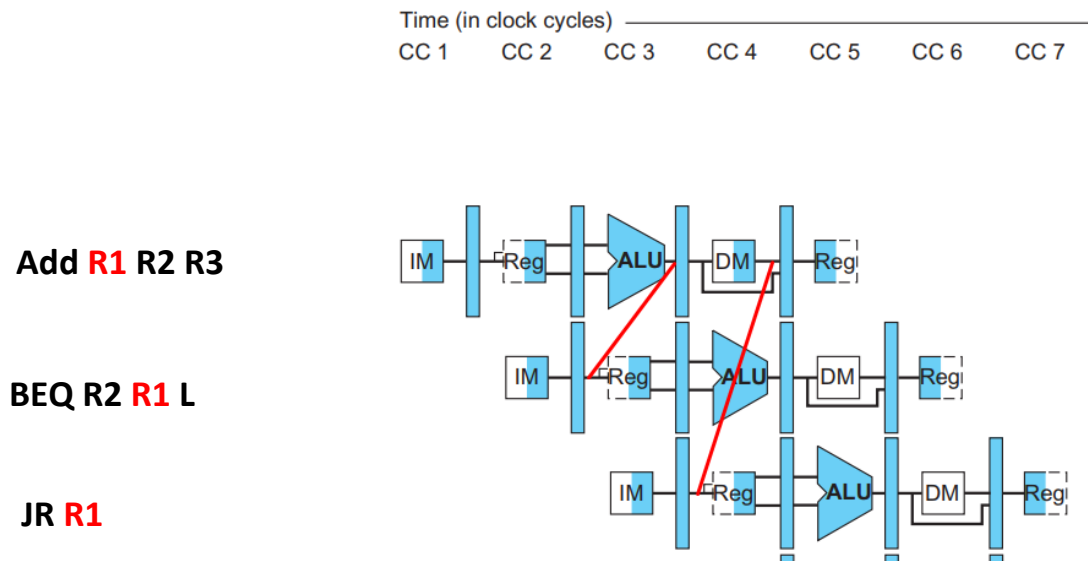 Time (in clock cycles)
CC 1 CC 2 CC 3 CC 4 CC 5 CC 6 CC 7
Add R1 R2 R3
IM Reg ALU DM Reg
BEQ R2 R1 L
IM Reg ALU DM Reg
JR R1
IM Reg ALU DM Reg